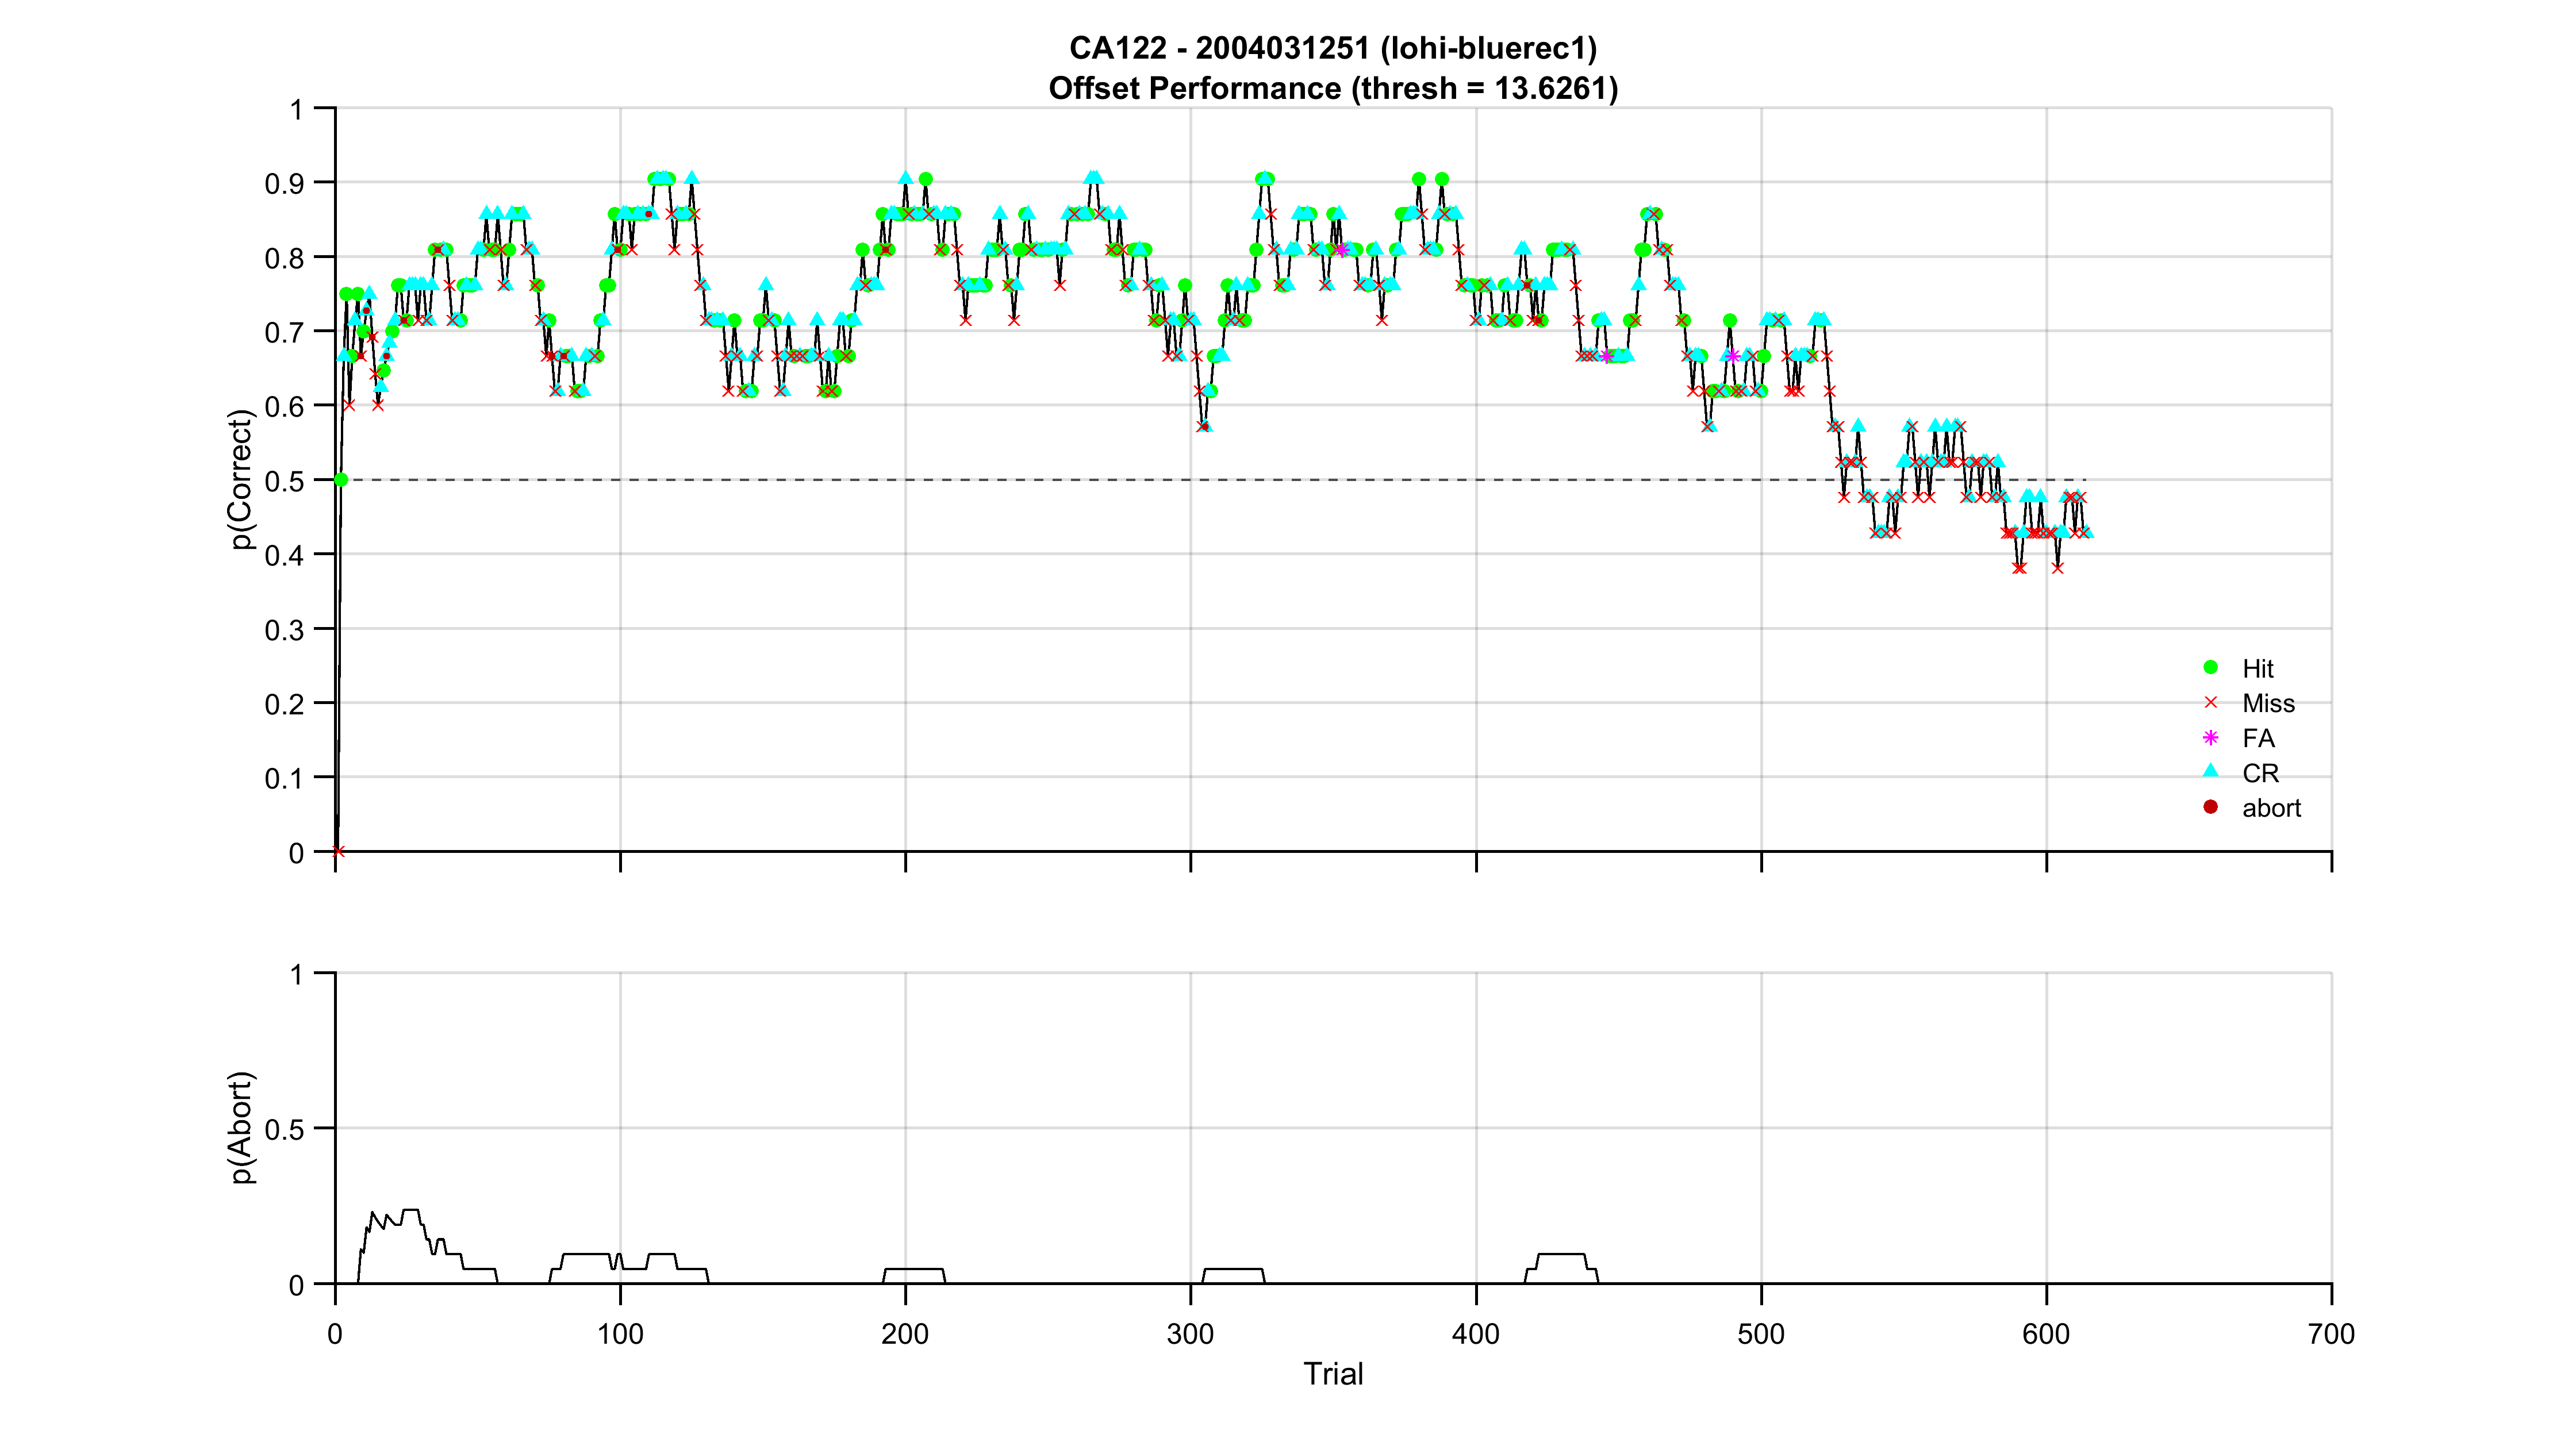 CA122 - 2004031251 (lohi-bluerec1)
Offset Performance (thresh = 13.6261)
1
0.9
0.8
0.7
0.6
0.5
0.4
0.3
0.2
0.1
0
p(Correct)
Hit
Miss
FA
CR
abort
1
0.5
0
p(Abort)
0 100 200 300 400 500 600 700
Trial